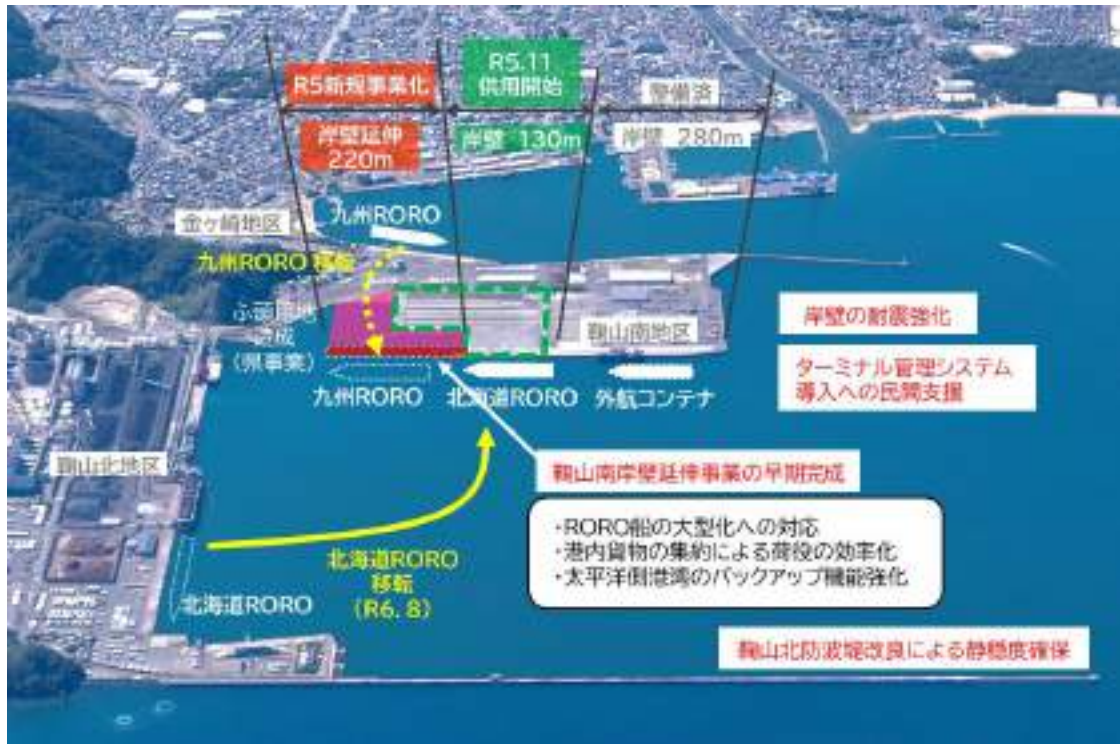 R5新規事業化
R5.11
供用開始
整備済
岸壁延伸
220m
岸壁 130m
岸壁 280m
金ヶ崎地区
九州RORO
九州RORO 移転
ふ頭用地
造成
（県事業）
鞠山南地区
岸壁の耐震強化
ターミナル管理システム
導入への民間支援
九州RORO
北海道RORO
外航コンテナ
鞠山北地区
鞠山南岸壁延伸事業の早期完成
・RORO船の大型化への対応
・港内貨物の集約による荷役の効率化
・太平洋側港湾のバックアップ機能強化
北海道RORO
移転
（R6.8）
北海道RORO
鞠山北防波堤改良による静穏度確保